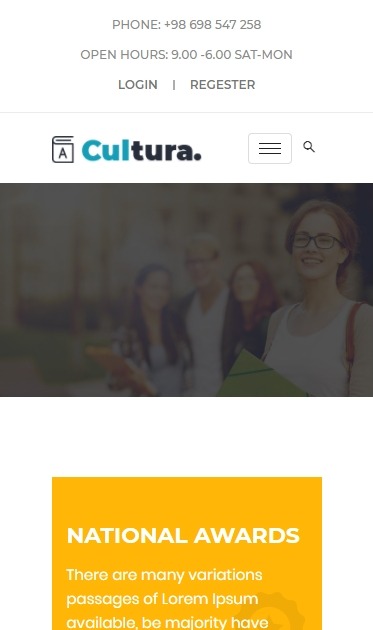 PHONE: +98 698 547 258
OPEN HOURS: 9.00 -6.00 SAT-MON
LOGIN | REGESTER
A Cultura.
NATIONAL AWARDS
There are many variations
passages of Lorem Ipsum
available, be majority have